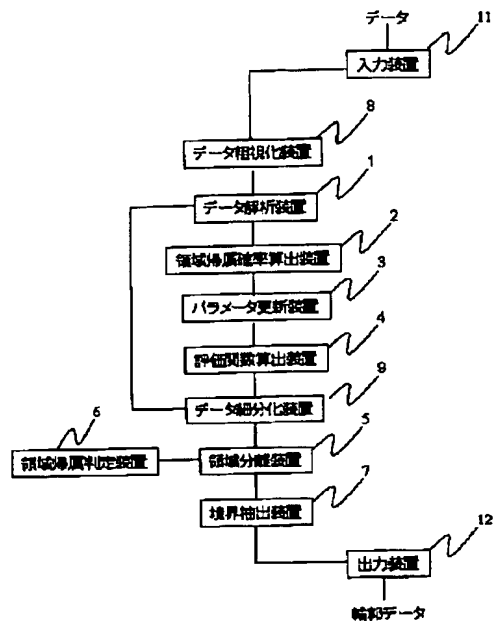 データ
11
入力装置
8
データ粗視化装置
1
データ解析装置
2
領域帰属確率算出装置
3
パラメータ更新装置
4
評価関数算出装置
9
データ細分化装置
6
5
領域帰属判定装置
領域分離装置
7
境界抽出装置
12
出力装置
輪郭データ